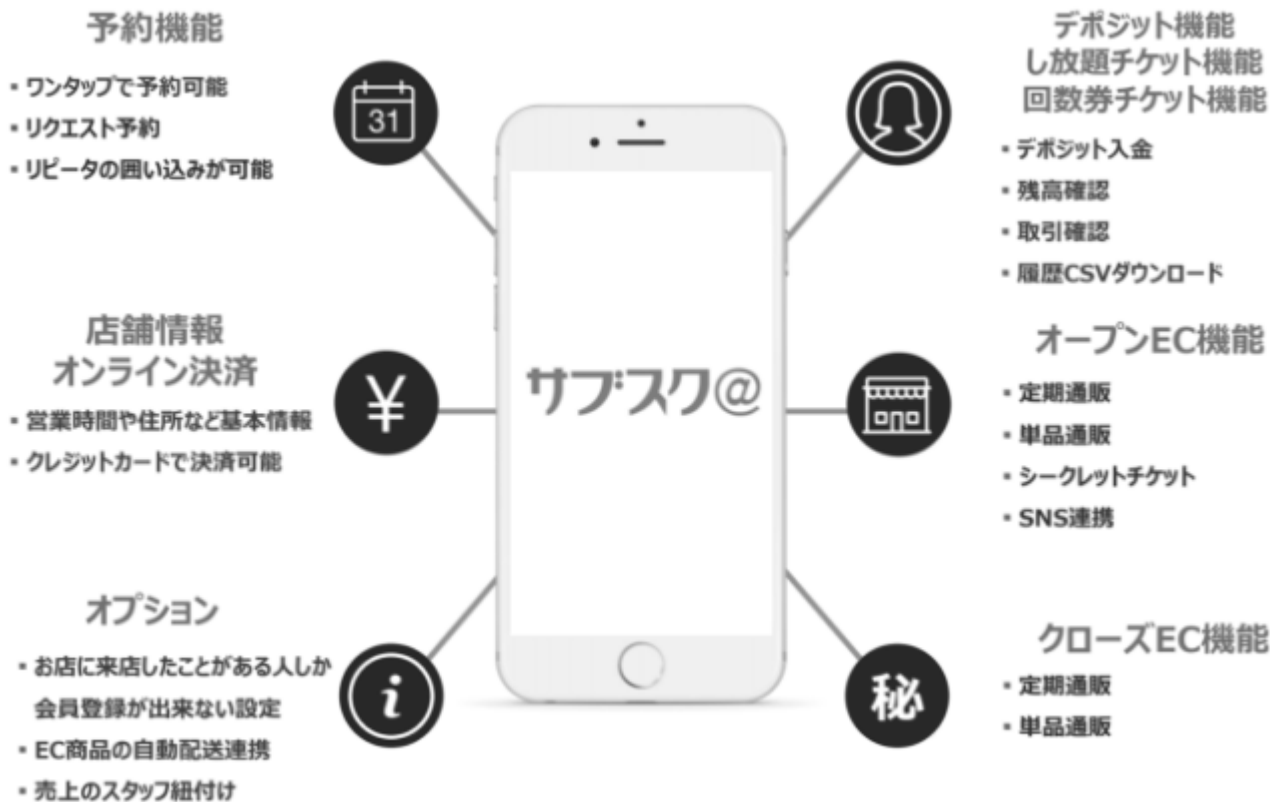 予約機能
▪ ワンタップで予約可能
▪ リクエスト予約
▪ リピータの囲い込みが可能
31
店舗情報
オンライン決済
▪ 営業時間や住所など基本情報
▪ クレジットカードで決済可能
¥
オプション
▪ お店に来店したことがある人しか
会員登録が出来ない設定
▪ EC商品の自動配送連携
▪ 売上のスタッフ紐付け
i
サブスク@
デポジット機能
し放題チケット機能
回数券チケット機能
▪ デポジット入金
▪ 残高確認
▪ 取引確認
▪ 履歴CSVダウンロード
オープンEC機能
▪ 定期通販
▪ 単品通販
▪ シークレットチケット
▪ SNS連携
秘
クローズEC機能
▪ 定期通販
▪ 単品通販